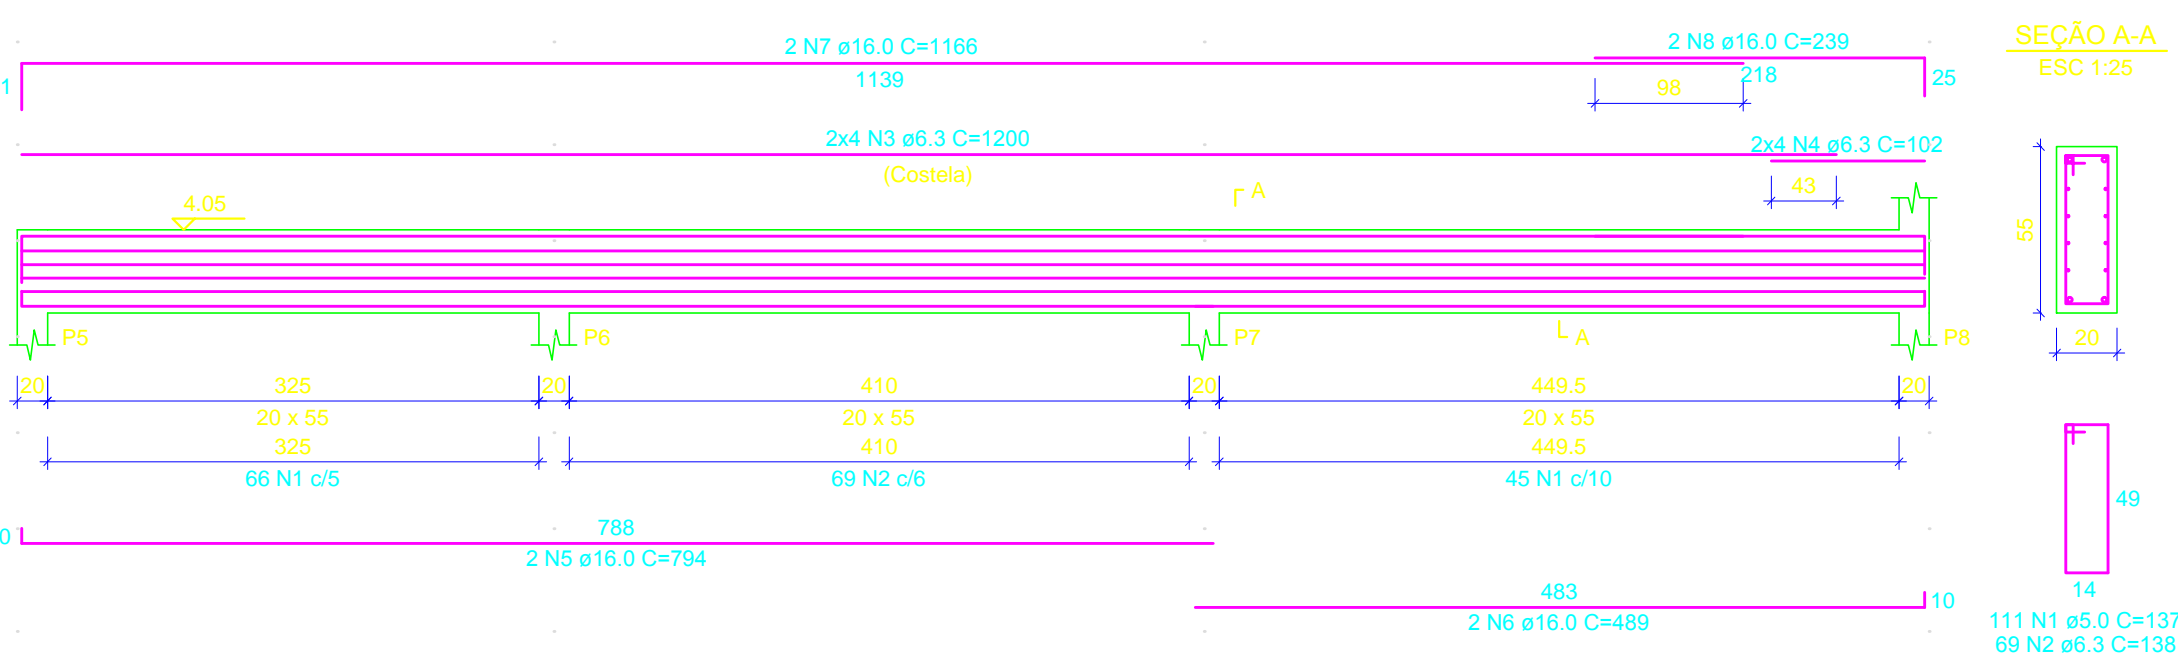 2 N7 ø16.0 C=1166
1139
1
2 N8 ø16.0 C=239
218
25
98
SEÇÃO A-A
ESC 1:25
2x4 N3 ø6.3 C=1200
(Costela)
2x4 N4 ø6.3 C=102
43
A
4.05
55
20
P5
P6
P7
A
P8
20
325
20
410
20
449.5
20
20 x 55
20 x 55
20 x 55
325
410
449.5
66 N1 c/5
69 N2 c/6
45 N1 c/10
49
14
0
788
2 N5 ø16.0 C=794
483
10
2 N6 ø16.0 C=489
111 N1 ø5.0 C=137
69 N2 ø6.3 C=138